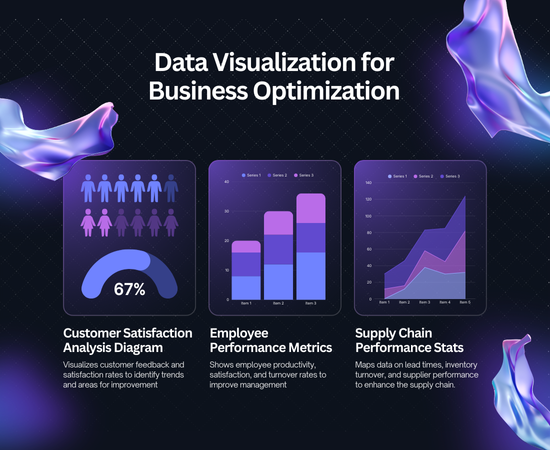 Data Visualization for
Business Optimization
67%
Series 1 Series 2 Series 3
40
30
20
10
0
Item 1 Item 2 Item 3
Series 1 Series 2 Series 3
140
120
100
80
60
40
20
0
Item 1 Item 2 Item 3 Item 4 Item 5
Customer Satisfaction
Analysis Diagram
Visualizes customer feedback and
satisfaction rates to identify trends
and areas for improvement
Employee
Performance Metrics
Shows employee productivity,
satisfaction, and turnover rates to
improve management
Supply Chain
Performance Stats
Maps data on lead times, inventory
turnover, and supplier performance
to enhance the supply chain.